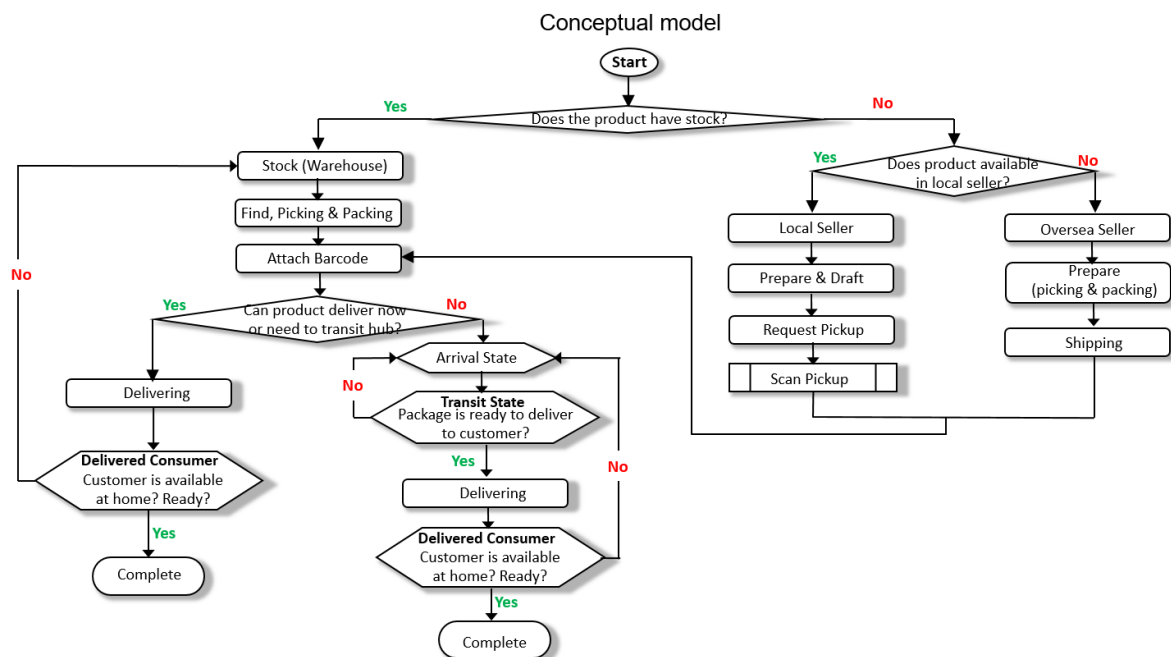 Conceptual model
Start
Yes
No
Does the product have stock?
Stock (Warehouse)
Yes
Does product available
in local seller?
No
Find, Picking & Packing
Local Seller
Oversea Seller
Attach Barcode
No
Prepare & Draft
Prepare
(picking & packing)
Yes
Can product deliver now
or need to transit hub?
No
Request Pickup
Shipping
Arrival State
Scan Pickup
No
Delivering
Transit State
Package is ready to deliver
to customer?
Delivered Consumer
Customer is available
at home? Ready?
Yes
No
Delivering
Yes
Delivered Consumer
Customer is available
at home? Ready?
Complete
Yes
Complete